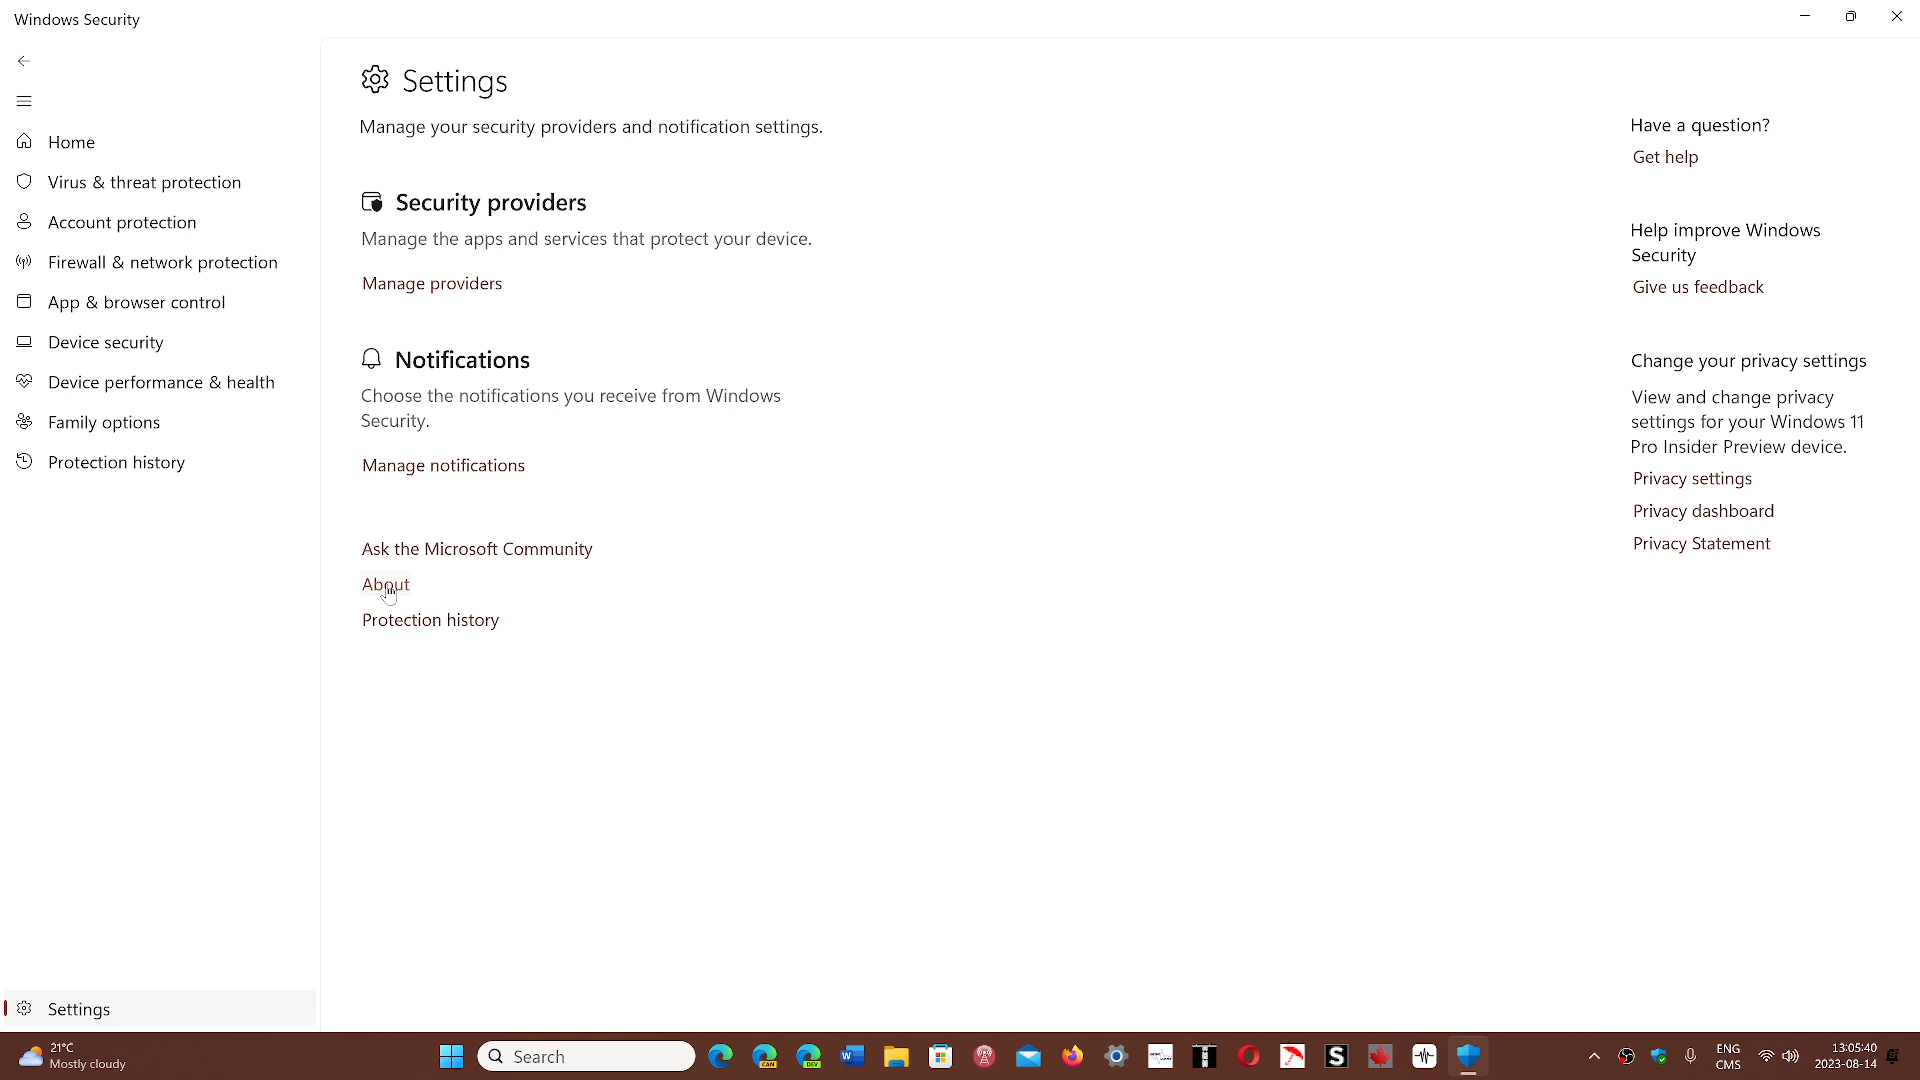 Windows Security
Home
Virus & threat protection
Account protection
Firewall & network protection
App & browser control
Device security
Device performance & health
Family options
Protection history
Settings
Settings
Manage your security providers and notification settings.
Security providers
Manage the apps and services that protect your device.
Manage providers
Notifications
Choose the notifications you receive from Windows
Security.
Manage notifications
Ask the Microsoft Community
About
Protection history
Have a question?
Get help
Help improve Windows
Security
Give us feedback
Change your privacy settings
View and change privacy
settings for your Windows 11
Pro Insider Preview device.
Privacy settings
Privacy dashboard
Privacy Statement
21°C
Mostly cloudy
Search
CAN
DEV
W
S
ENG
CMS
13:05:40
2023-08-14